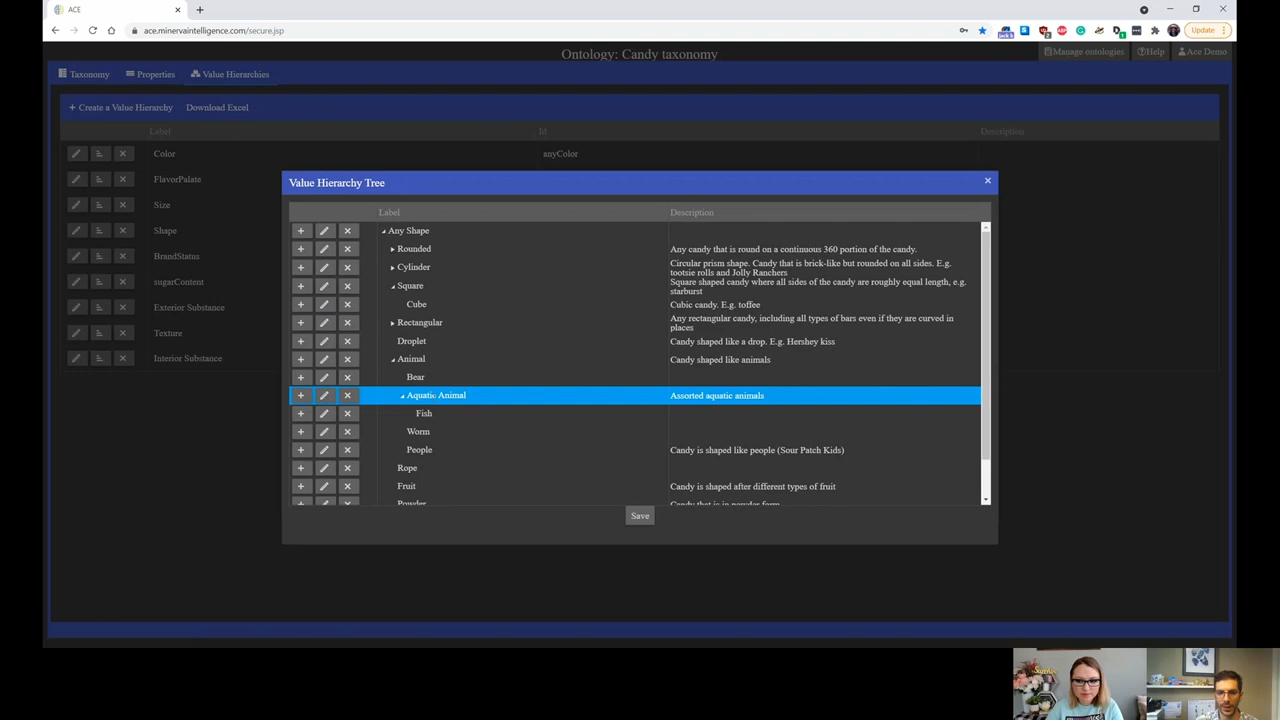 ACE
ace.minervaintelligence.com/secure.jsp
Update
Ontology: Candy taxonomy
Manage ontologies
Help
Ace Demo
Taxonomy
Properties
Value Hierarchies
+ Create a Value Hierarchy
Download Excel
Label Id Description
Color anyColor
FlavorPalate
Size
Shape
BrandStatus
sugarContent
Exterior Substance
Texture
Interior Substance
Value Hierarchy Tree
Label Description
Any Shape
Rounded Any candy that is round on a continuous 360 portion of the candy.
Cylinder Circular prism shape. Candy that is brick-like but rounded on all sides. E.g.
tootsie rolls and Jolly Ranchers
Square Square shaped candy where all sides of the candy are roughly equal length, e.g.
starburst
Cube Cubic candy. E.g. toffee
Rectangular Any rectangular candy, including all types of bars even if they are curved in
places
Droplet Candy shaped like a drop. E.g. Hershey kiss
Animal Candy shaped like animals
Bear
Aquatic Animal Assorted aquatic animals
Fish
Worm
People Candy is shaped like people (Sour Patch Kids)
Rope
Fruit Candy is shaped after different types of fruit
Powder Candy that is in powder form
Save